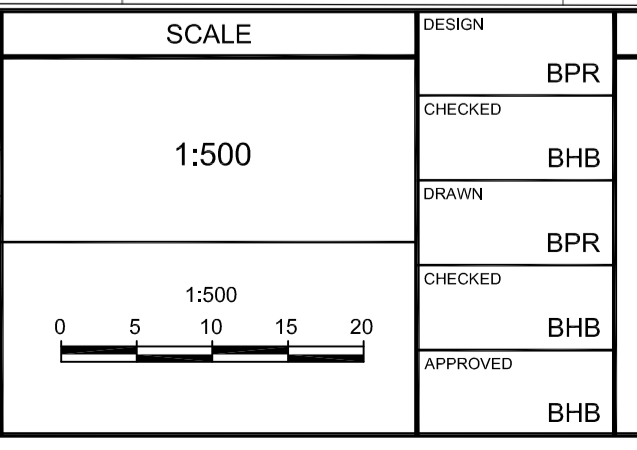 SCALE
1:500
1:500
0 5 10 15 20
DESIGN
BPR
CHECKED
BHB
DRAWN
BPR
CHECKED
BHB
APPROVED
BHB